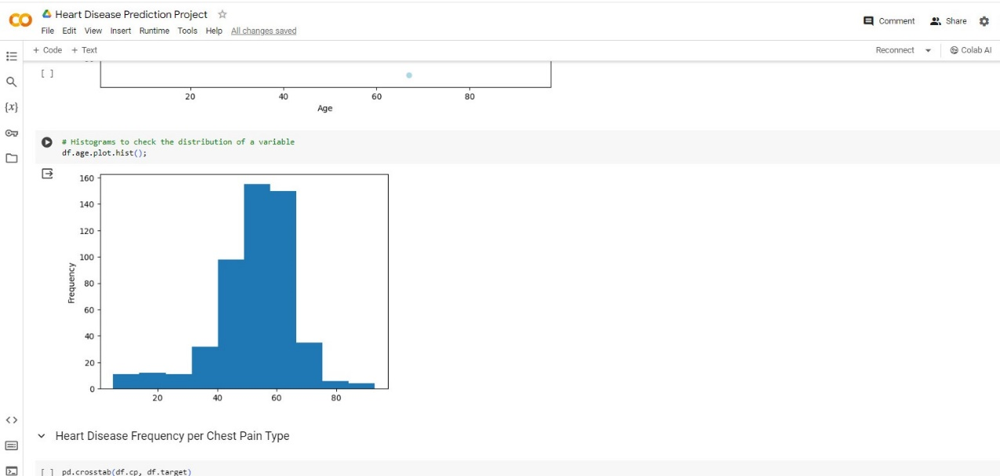 Heart Disease Prediction Project
File Edit View Insert Runtime Tools Help All changes saved
Comment Share
+ Code + Text
Reconnect Colab AI
[ ]
20 40 60 80
Age
{x}
# Histograms to check the distribution of a variable
df.age.plot.hist();
160
140
120
100
80
60
40
20
0
Frequency
20 40 60 80
Heart Disease Frequency per Chest Pain Type
[ ] pd.crosstab(df.cp, df.target)